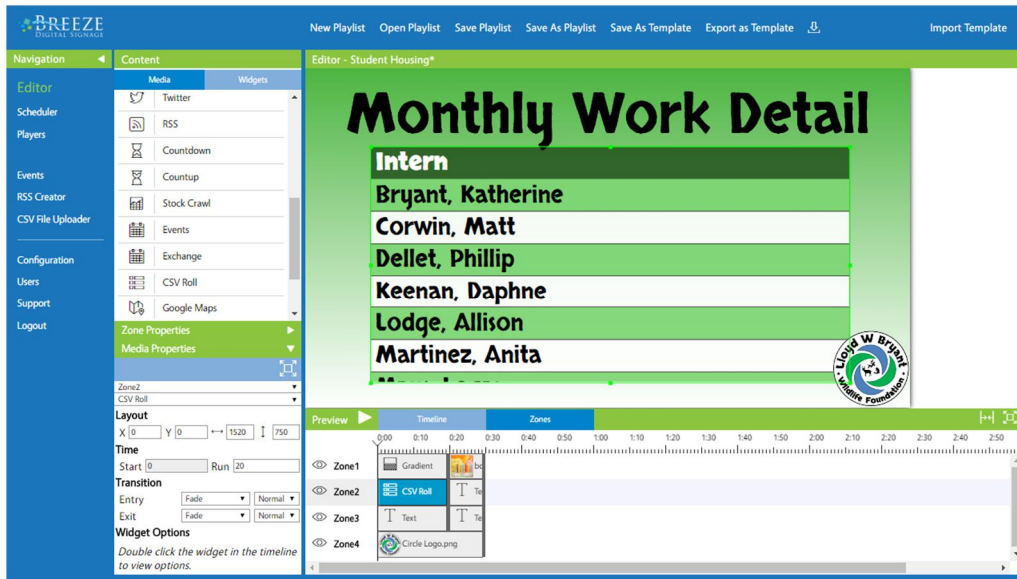 BREEZE
DIGITAL SIGNAGE
New Playlist Open Playlist Save Playlist Save As Playlist Save As Template Export as Template Import Template
Navigation
Editor
Scheduler
Players
Events
RSS Creator
CSV File Uploader
Configuration
Users
Support
Logout
Content
Media Widgets
Twitter
RSS
Countdown
Countup
Stock Crawl
Events
Exchange
CSV Roll
Google Maps
Zone Properties
Media Properties
Zone2
CSV Roll
Layout
X 0 Y 0 1520 750
Time
Start 0 Run 20
Transition
Entry Fade Normal
Exit Fade Normal
Widget Options
Double click the widget in the timeline
to view options.
Editor - Student Housing*
Monthly Work Detail
Intern
Bryant, Katherine
Corwin, Matt
Dellet, Phillip
Keenan, Daphne
Lodge, Allison
Martinez, Anita
Lloyd W Bryant
Wildlife Foundation
Preview Timeline Zones
0:00 0:10 0:20 0:30 0:40 0:50 1:00 1:10 1:20 1:30 1:40 1:50 2:00 2:10 2:20 2:30 2:40 2:50
Zone1 Gradient bc
Zone2 CSV Roll Te
Zone3 Text Te
Zone4 Circle Logo.png